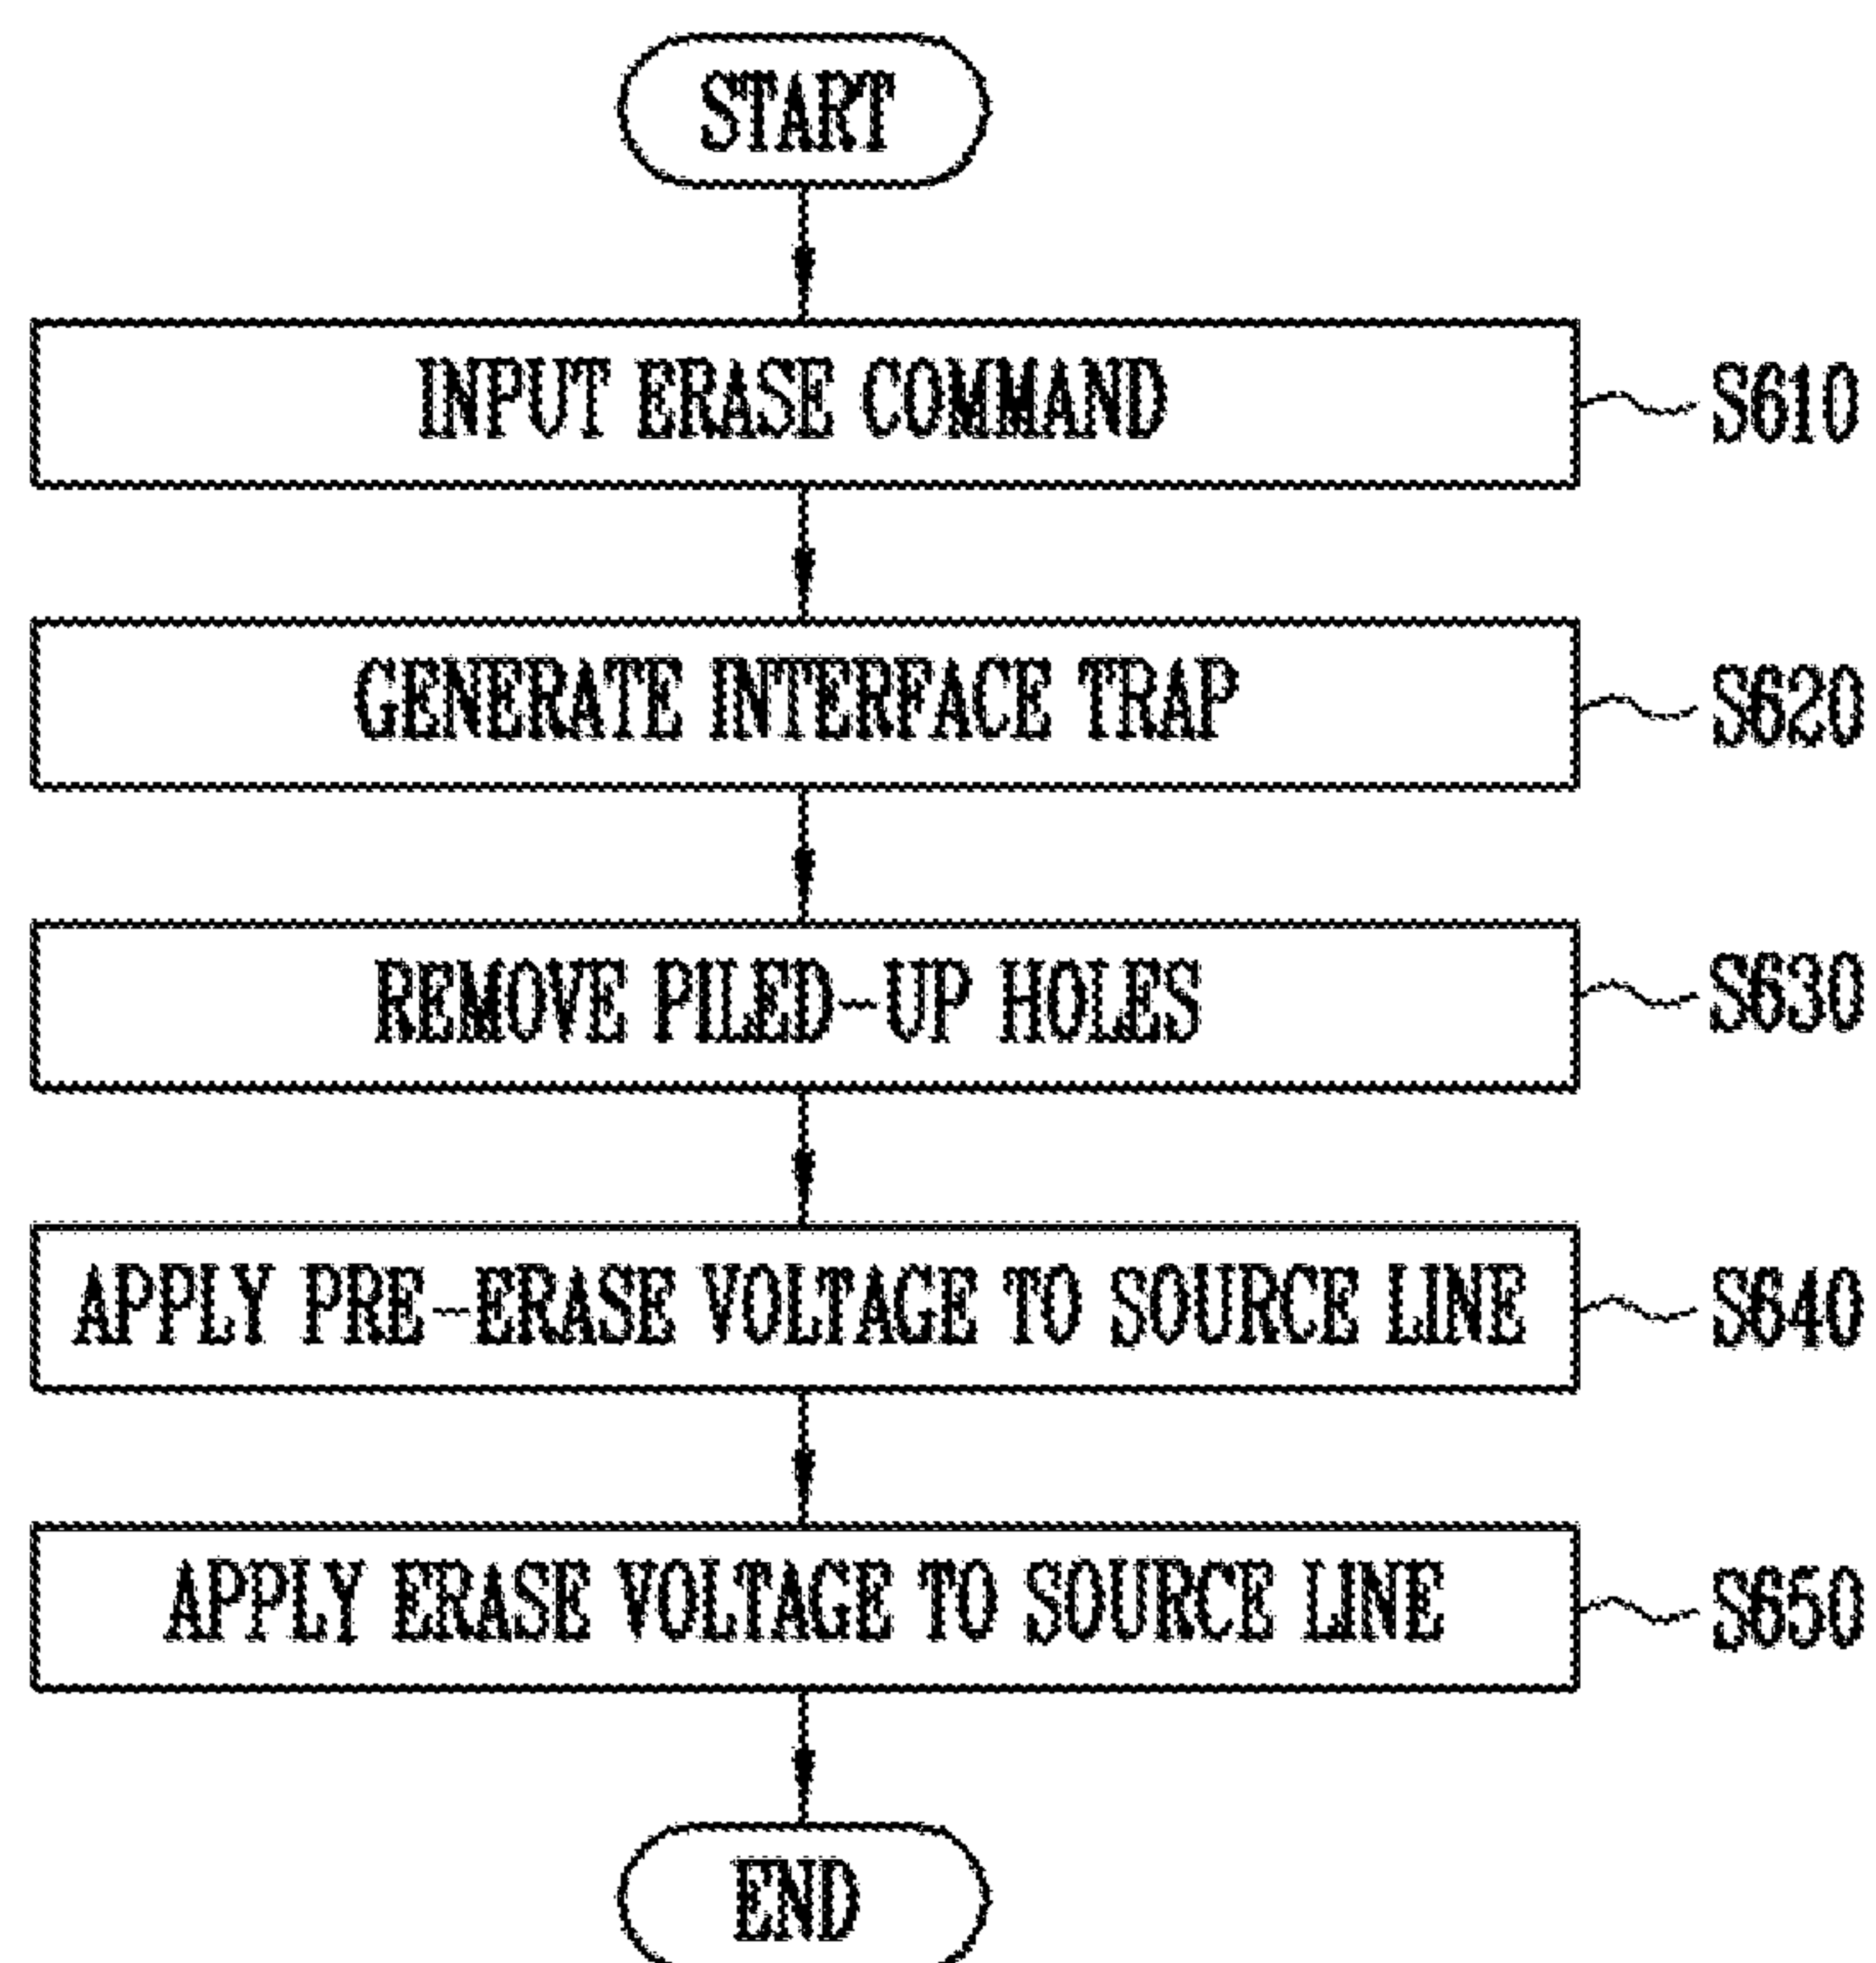 START
INPUT ERASE COMMAND S610
GENERATE INTERFACE TRAP S620
REMOVE PILED-UP HOLES S630
APPLY PRE-ERASE VOLTAGE TO SOURCE LINE S640
APPLY ERASE VOLTAGE TO SOURCE LINE S650
END